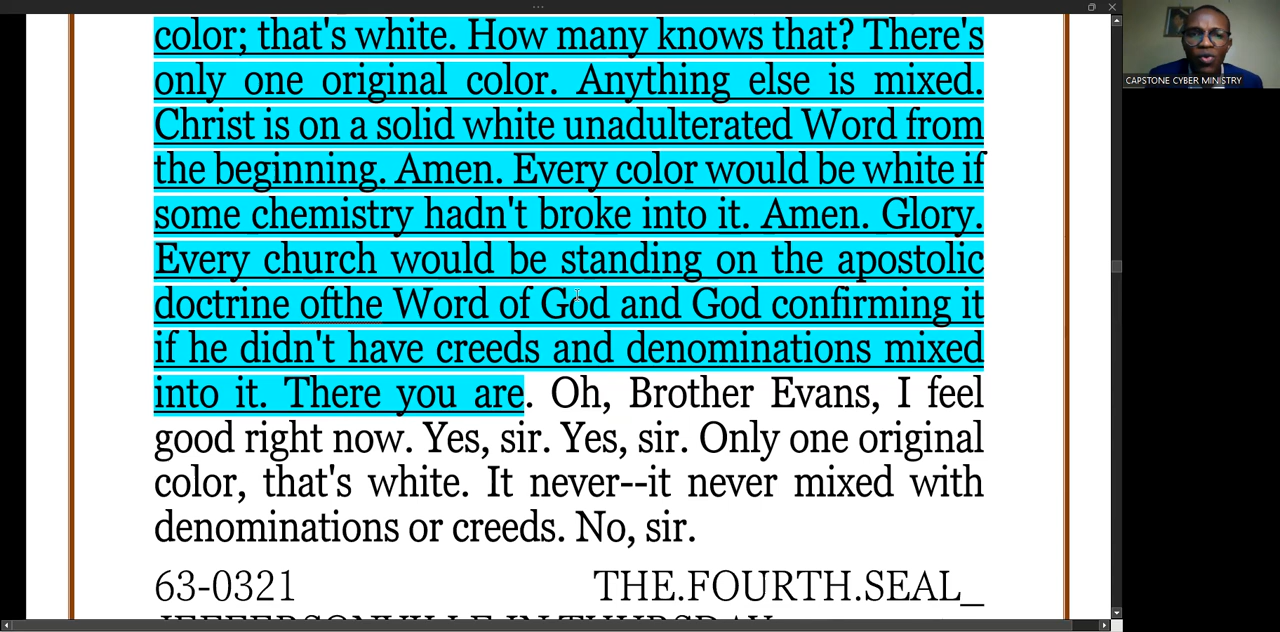 color; that's white. How many knows that? There's
only one original color. Anything else is mixed.
Christ is on a solid white unadulterated Word from
the beginning. Amen. Every color would be white if
some chemistry hadn't broke into it. Amen. Glory.
Every church would be standing on the apostolic
doctrine ofthe Word of God and God confirming it
if he didn't have creeds and denominations mixed
into it. There you are. Oh, Brother Evans, I feel
good right now. Yes, sir. Yes, sir. Only one original
color, that's white. It never--it never mixed with
denominations or creeds. No, sir.
63-0321 THE.FOURTH.SEAL_
JEFFERSONVILLE.IN THURSDAY
CAPSTONE CYBER MINISTRY